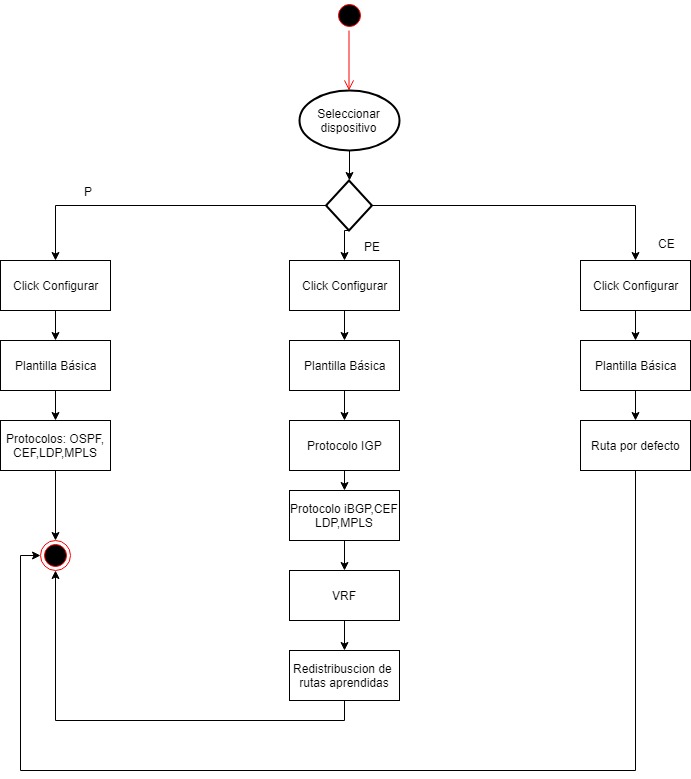 Seleccionar
dispositivo
P
PE
CE
Click Configurar
Click Configurar
Click Configurar
Plantilla Básica
Plantilla Básica
Plantilla Básica
Protocolos: OSPF,
CEF,LDP,MPLS
Protocolo IGP
Ruta por defecto
Protocolo iBGP,CEF
LDP,MPLS
VRF
Redistribuscion de
rutas aprendidas